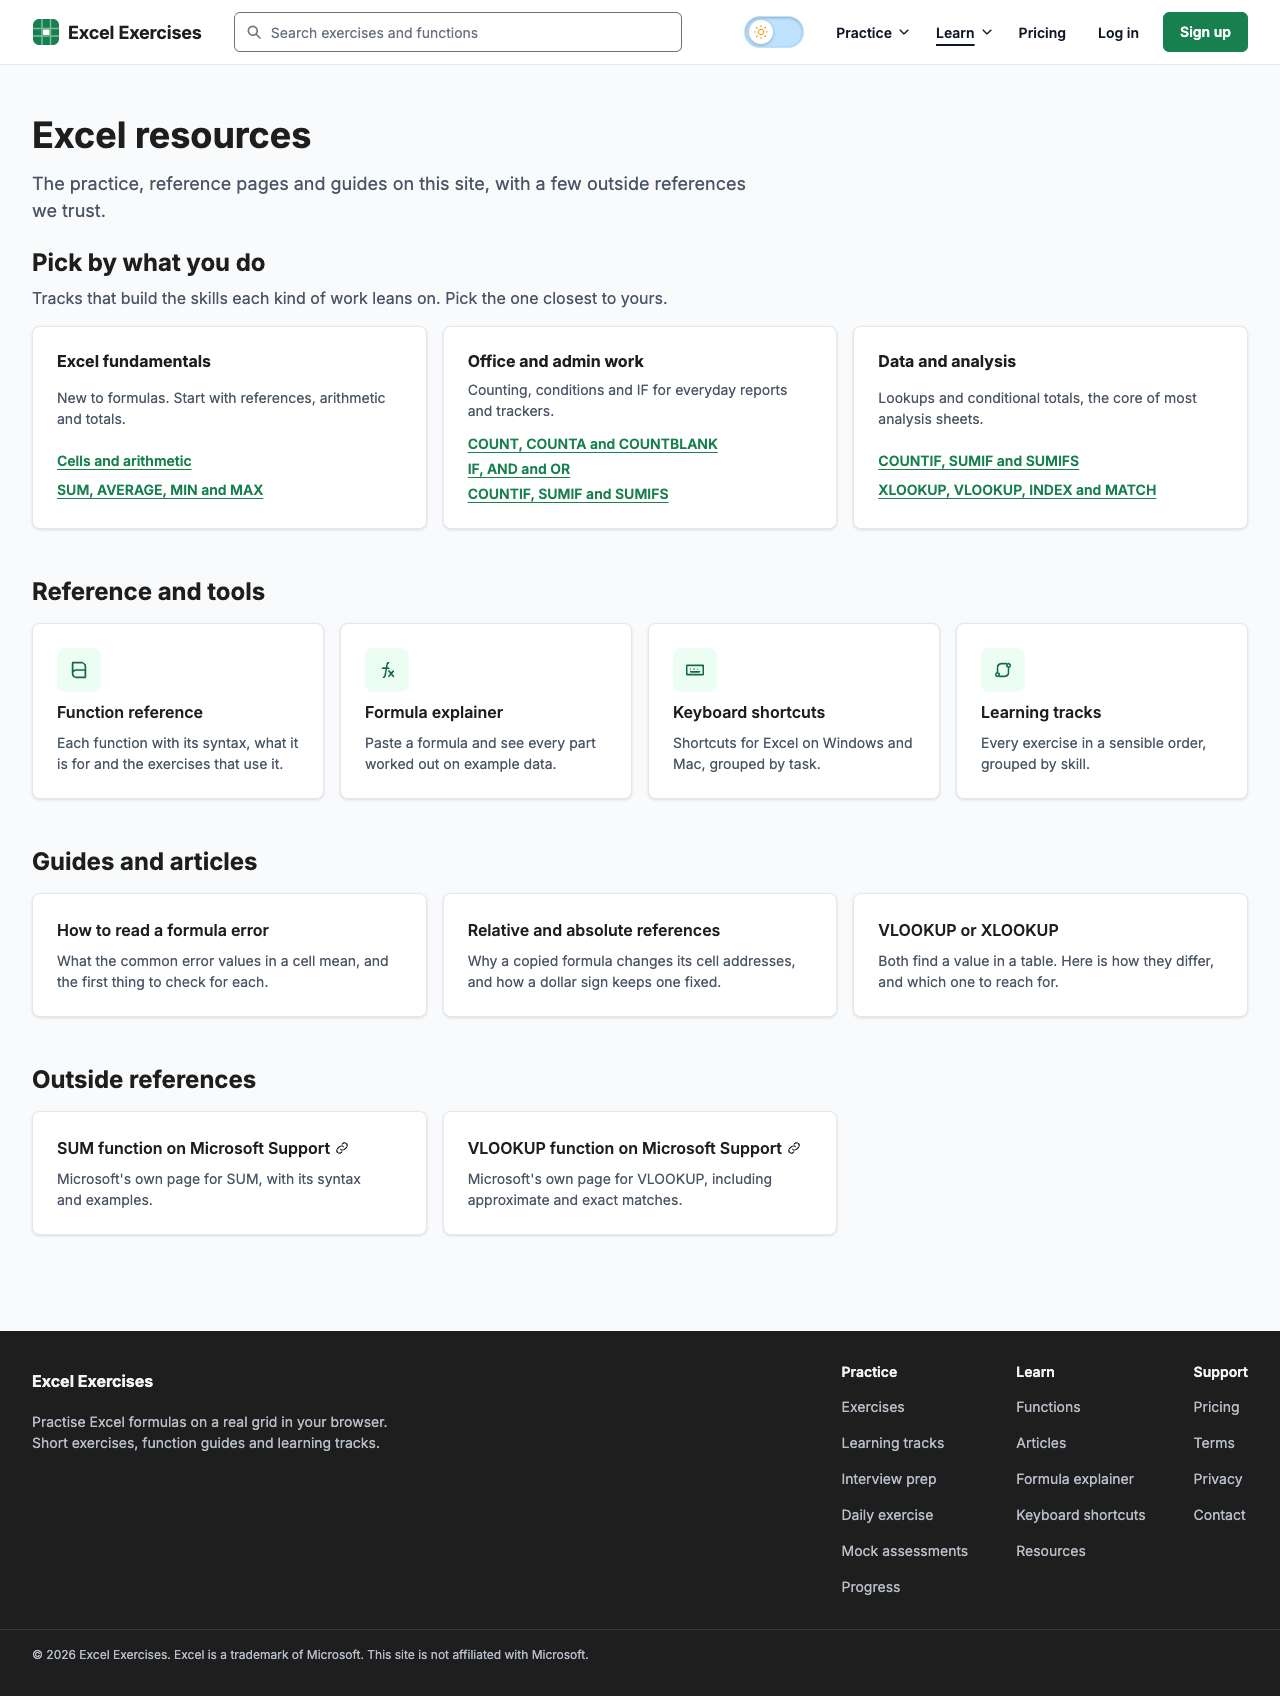 Excel Exercises
Search exercises and functions
Practice
Learn
Pricing
Log in
Sign up
Excel resources
The practice, reference pages and guides on this site, with a few outside references
we trust.
Pick by what you do
Tracks that build the skills each kind of work leans on. Pick the one closest to yours.
Excel fundamentals
New to formulas. Start with references, arithmetic
and totals.
Cells and arithmetic
SUM, AVERAGE, MIN and MAX
Office and admin work
Counting, conditions and IF for everyday reports
and trackers.
COUNT, COUNTA and COUNTBLANK
IF, AND and OR
COUNTIF, SUMIF and SUMIFS
Data and analysis
Lookups and conditional totals, the core of most
analysis sheets.
COUNTIF, SUMIF and SUMIFS
XLOOKUP, VLOOKUP, INDEX and MATCH
Reference and tools
Function reference
Each function with its syntax, what it
is for and the exercises that use it.
Formula explainer
Paste a formula and see every part
worked out on example data.
Keyboard shortcuts
Shortcuts for Excel on Windows and
Mac, grouped by task.
Learning tracks
Every exercise in a sensible order,
grouped by skill.
Guides and articles
How to read a formula error
What the common error values in a cell mean, and
the first thing to check for each.
Relative and absolute references
Why a copied formula changes its cell addresses,
and how a dollar sign keeps one fixed.
VLOOKUP or XLOOKUP
Both find a value in a table. Here is how they differ,
and which one to reach for.
Outside references
SUM function on Microsoft Support
Microsoft's own page for SUM, with its syntax
and examples.
VLOOKUP function on Microsoft Support
Microsoft's own page for VLOOKUP, including
approximate and exact matches.
Excel Exercises
Practise Excel formulas on a real grid in your browser.
Short exercises, function guides and learning tracks.
Practice
Exercises
Learning tracks
Interview prep
Daily exercise
Mock assessments
Progress
Learn
Functions
Articles
Formula explainer
Keyboard shortcuts
Resources
Support
Pricing
Terms
Privacy
Contact
© 2026 Excel Exercises. Excel is a trademark of Microsoft. This site is not affiliated with Microsoft.